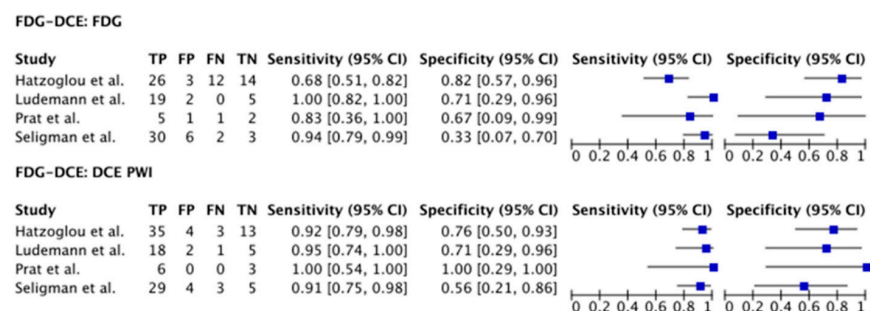 FDG-DCE: FDG
Study TP FP FN TN Sensitivity (95% CI) Specificity (95% CI) Sensitivity (95% CI) Specificity (95% CI)
Hatzoglou et al. 26 3 12 14 0.68 [0.51, 0.82] 0.82 [0.57, 0.96]
Ludemann et al. 19 2 0 5 1.00 [0.82, 1.00] 0.71 [0.29, 0.96]
Prat et al. 5 1 1 2 0.83 [0.36, 1.00] 0.67 [0.09, 0.99]
Seligman et al. 30 6 2 3 0.94 [0.79, 0.99] 0.33 [0.07, 0.70]
0 0.2 0.4 0.6 0.8 1 0 0.2 0.4 0.6 0.8 1
FDG-DCE: DCE PWI
Study TP FP FN TN Sensitivity (95% CI) Specificity (95% CI) Sensitivity (95% CI) Specificity (95% CI)
Hatzoglou et al. 35 4 3 13 0.92 [0.79, 0.98] 0.76 [0.50, 0.93]
Ludemann et al. 18 2 1 5 0.95 [0.74, 1.00] 0.71 [0.29, 0.96]
Prat et al. 6 0 0 3 1.00 [0.54, 1.00] 1.00 [0.29, 1.00]
Seligman et al. 29 4 3 5 0.91 [0.75, 0.98] 0.56 [0.21, 0.86]
0 0.2 0.4 0.6 0.8 1 0 0.2 0.4 0.6 0.8 1